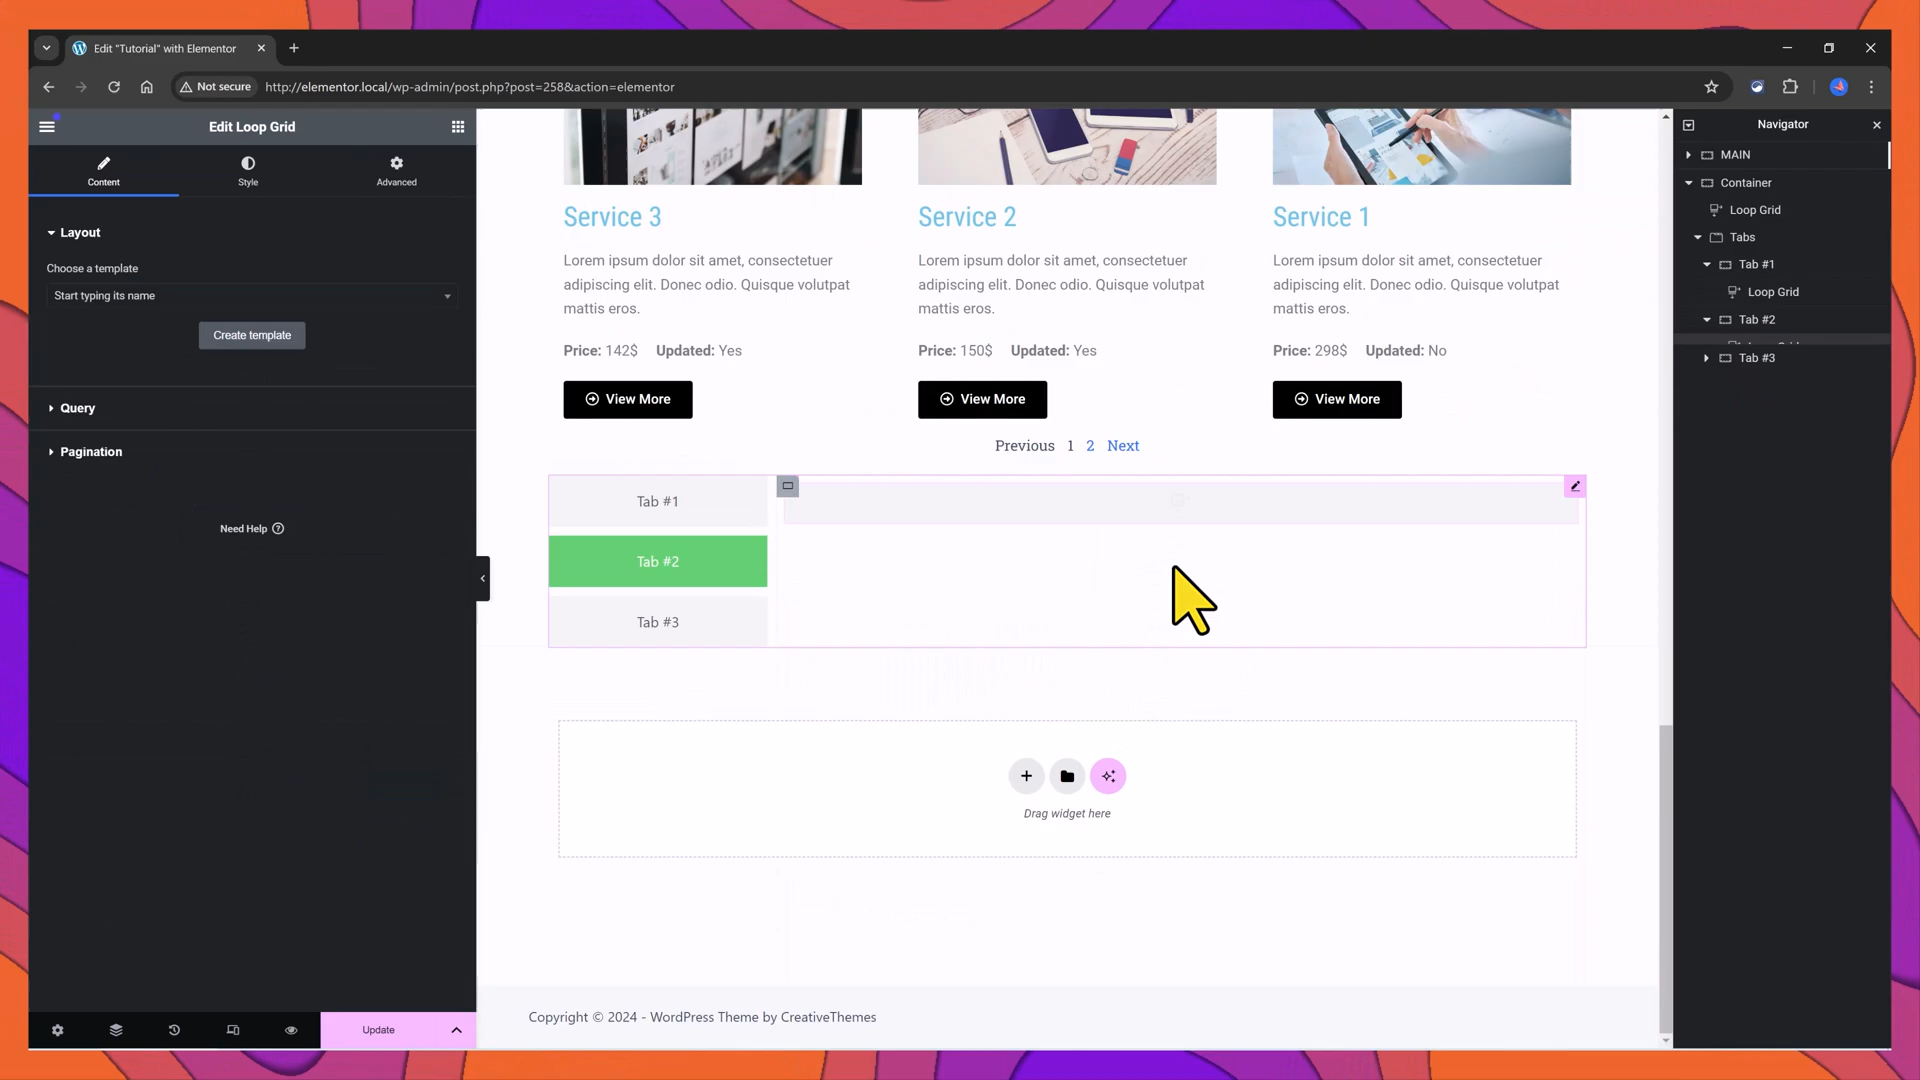 Edit "Tutorial" with Elementor
Not secure
http://elementor.local/wp-admin/post.php?post=258&action=elementor
Edit Loop Grid
Content
Style
Advanced
Layout
Choose a template
Start typing its name
Create template
Query
Pagination
Need Help
Update
Service 3
Lorem ipsum dolor sit amet, consectetuer
adipiscing elit. Donec odio. Quisque volutpat
mattis eros.
Price: 142$ Updated: Yes
View More
Service 2
Lorem ipsum dolor sit amet, consectetuer
adipiscing elit. Donec odio. Quisque volutpat
mattis eros.
Price: 150$ Updated: Yes
View More
Service 1
Lorem ipsum dolor sit amet, consectetuer
adipiscing elit. Donec odio. Quisque volutpat
mattis eros.
Price: 298$ Updated: No
View More
Previous 1 2 Next
Tab #1
Tab #2
Tab #3
Drag widget here
Copyright © 2024 - WordPress Theme by CreativeThemes
Navigator
MAIN
Container
Loop Grid
Tabs
Tab #1
Loop Grid
Tab #2
Tab #3